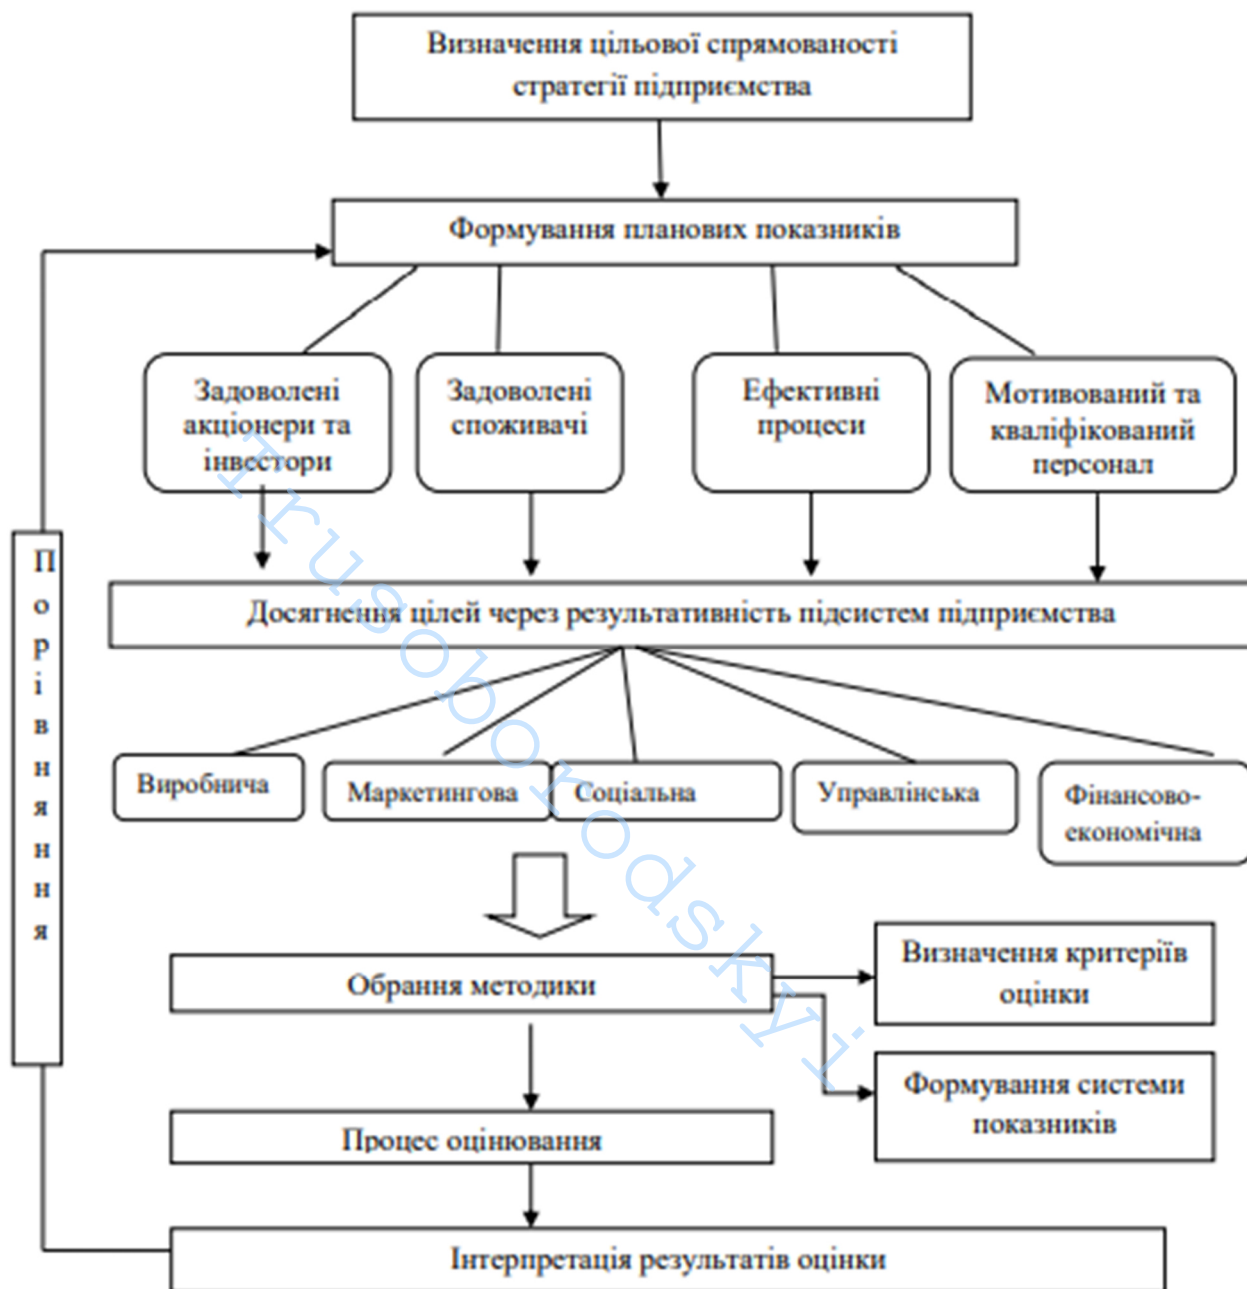 Визначення цільової спрямованості
стратегії підприємства
Формування планових показників
Задоволені
акціонери та
інвестори
Задоволені
споживачі
Ефективні
процеси
Мотивований та
кваліфікований
персонал
Порівняння
Досягнення цілей через результативність підсистем підприємства
Виробнича
Маркетингова
Соціальна
Управлінська
Фінансово-
економічна
Обрання методики
Визначення критеріїв
оцінки
Формування системи
показників
Процес оцінювання
Інтерпретація результатів оцінки
Trusoborodskyi